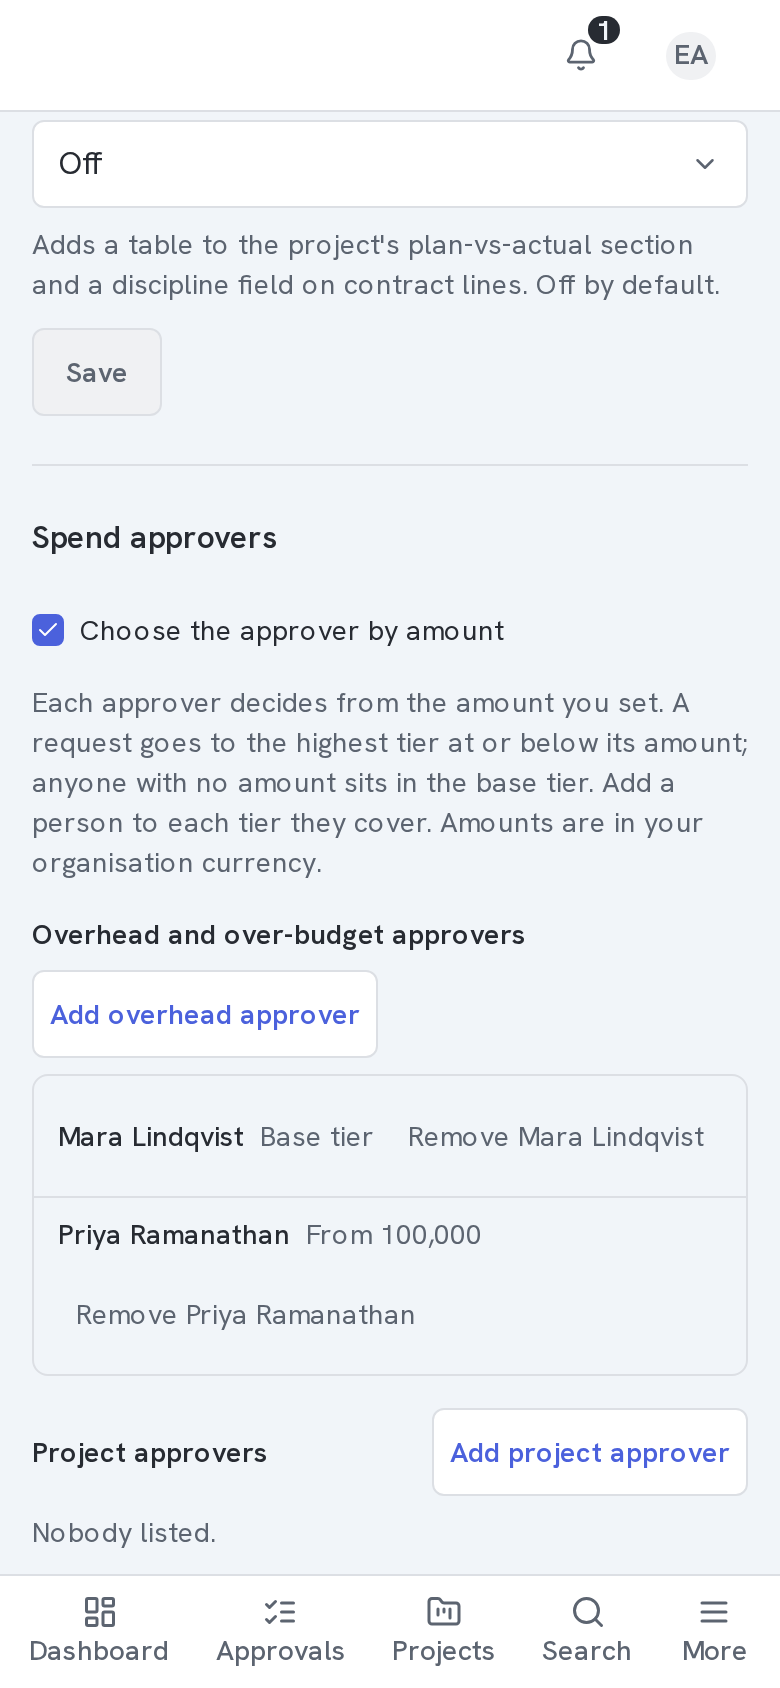 1
EA
Off
Adds a table to the project's plan-vs-actual section
and a discipline field on contract lines. Off by default.
Save
Spend approvers
Choose the approver by amount
Each approver decides from the amount you set. A
request goes to the highest tier at or below its amount;
anyone with no amount sits in the base tier. Add a
person to each tier they cover. Amounts are in your
organisation currency.
Overhead and over-budget approvers
Add overhead approver
Mara Lindqvist Base tier Remove Mara Lindqvist
Priya Ramanathan From 100,000
Remove Priya Ramanathan
Project approvers Add project approver
Nobody listed.
Dashboard Approvals Projects Search More